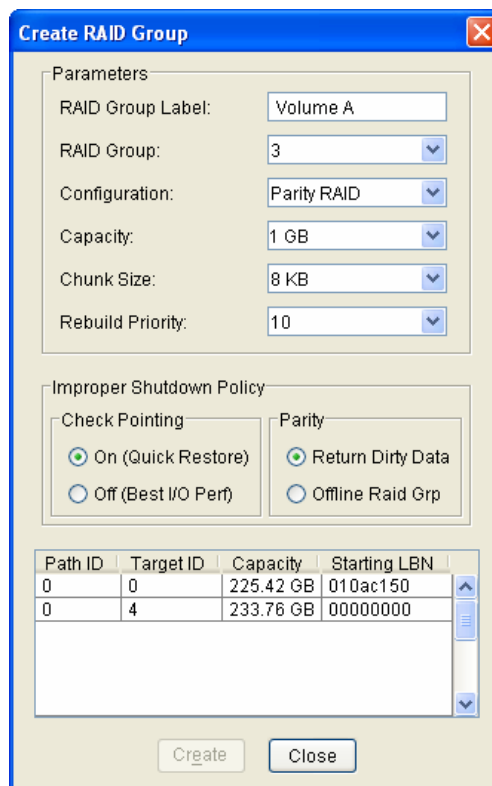 Create RAID Group
Parameters
RAID Group Label: Volume A
RAID Group: 3
Configuration: Parity RAID
Capacity: 1 GB
Chunk Size: 8 KB
Rebuild Priority: 10
Improper Shutdown Policy
Check Pointing
On (Quick Restore)
Off (Best I/O Perf)
Parity
Return Dirty Data
Offline Raid Grp
Path ID Target ID Capacity Starting LBN
0 0 225.42 GB 010ac150
0 4 233.76 GB 00000000
Create Close